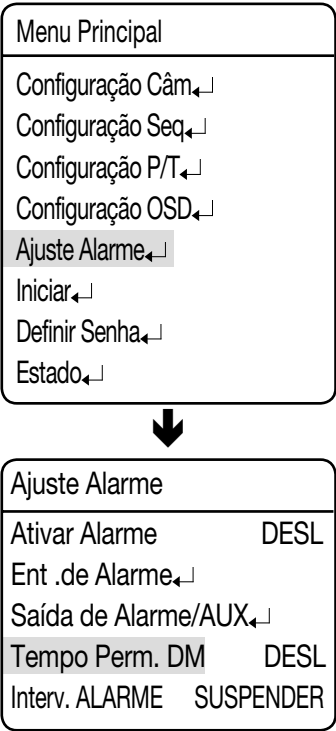 Menu Principal
Configuração Câm↵
Configuração Seq↵
Configuração P/T↵
Configuração OSD↵
Ajuste Alarme↵
Iniciar↵
Definir Senha↵
Estado↵
Ajuste Alarme
Ativar Alarme DESL
Ent .de Alarme↵
Saída de Alarme/AUX↵
Tempo Perm. DM DESL
Interv. ALARME SUSPENDER